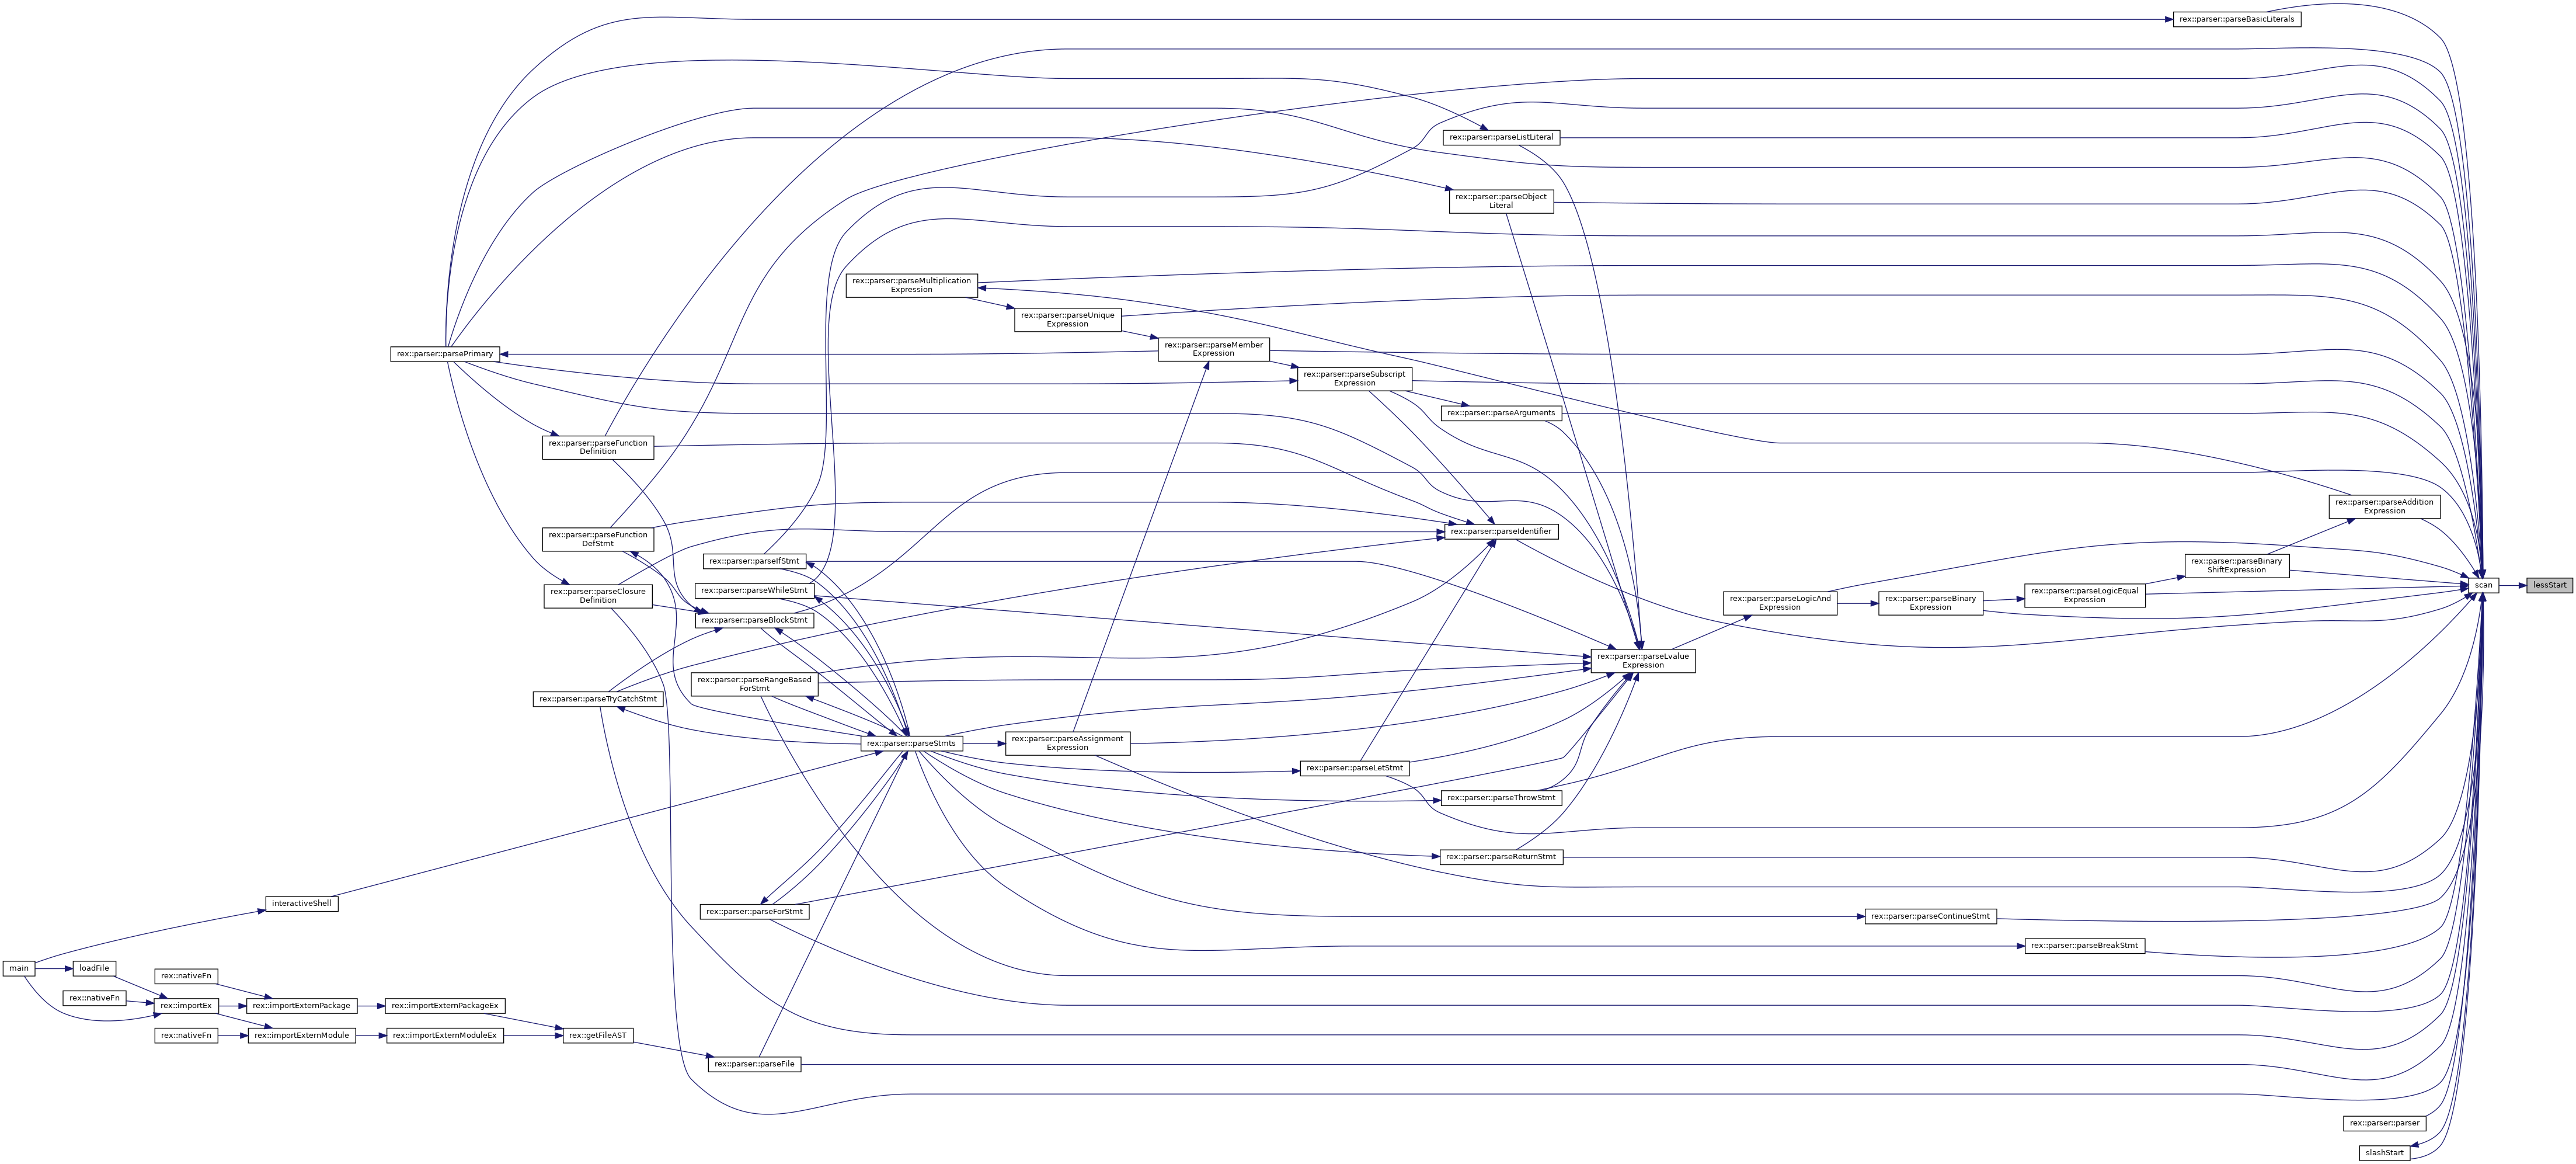 rex::parser::parseBasicLiterals
rex::parser::parseListLiteral
rex::parser::parseObject
Literal
rex::parser::parseMultiplication
Expression
rex::parser::parseUnique
Expression
rex::parser::parseMember
Expression
rex::parser::parsePrimary
rex::parser::parseSubscript
Expression
rex::parser::parseArguments
rex::parser::parseFunction
Definition
rex::parser::parseAddition
Expression
rex::parser::parseIdentifier
rex::parser::parseFunction
DefStmt
rex::parser::parseIfStmt
rex::parser::parseBinary
ShiftExpression
scan
lessStart
rex::parser::parseWhileStmt
rex::parser::parseClosure
Definition
rex::parser::parseLogicEqual
Expression
rex::parser::parseBinary
Expression
rex::parser::parseLogicAnd
Expression
rex::parser::parseBlockStmt
rex::parser::parseLvalue
Expression
rex::parser::parseRangeBased
ForStmt
rex::parser::parseTryCatchStmt
rex::parser::parseStmts
rex::parser::parseAssignment
Expression
rex::parser::parseLetStmt
rex::parser::parseThrowStmt
rex::parser::parseReturnStmt
interactiveShell
rex::parser::parseForStmt
rex::parser::parseContinueStmt
rex::parser::parseBreakStmt
main
loadFile
rex::nativeFn
rex::nativeFn
rex::importEx
rex::importExternPackage
rex::importExternPackageEx
rex::nativeFn
rex::importExternModule
rex::importExternModuleEx
rex::getFileAST
rex::parser::parseFile
rex::parser::parser
slashStart